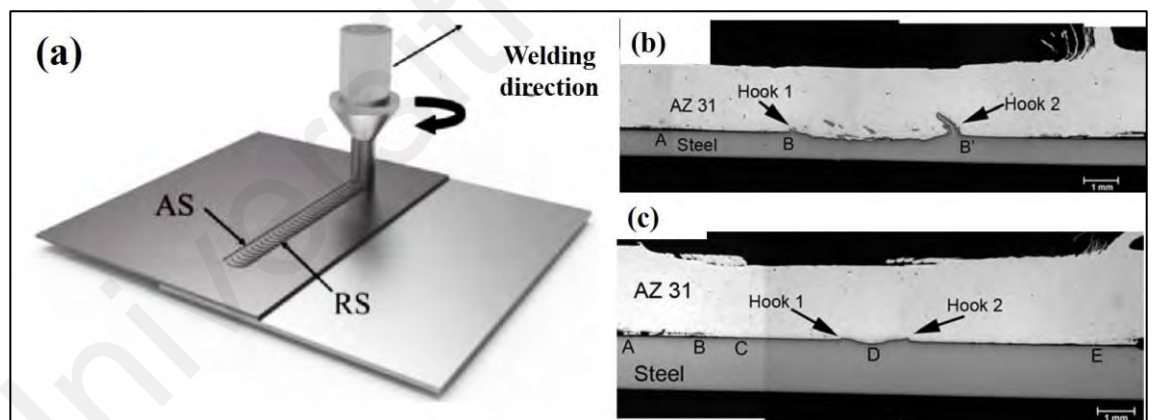 (a)
Welding
direction
AS
RS
(b)
Hook 1
Hook 2
AZ 31
A
B
B'
Steel
1 mm
(c)
AZ 31
Hook 1
Hook 2
A
B
C
D
E
Steel
1 mm
Universiti